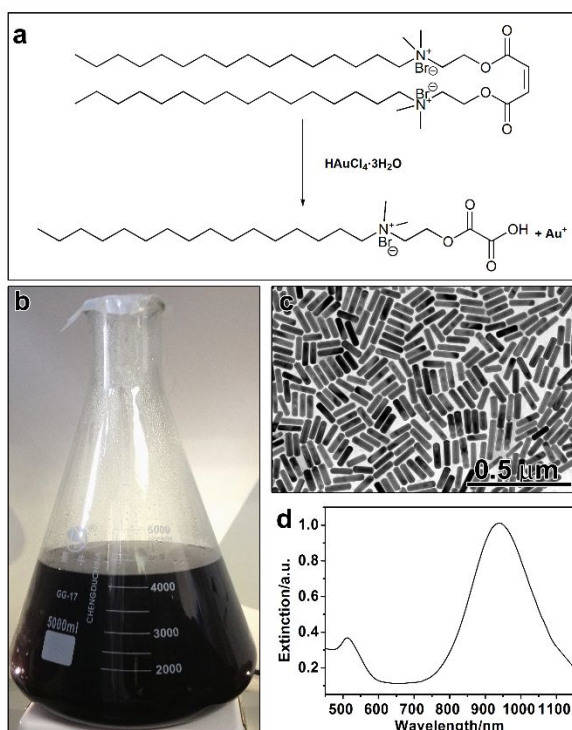 a
N+
Br⊖
O
O
Br⊖
N+
O
O
HAuCl4·3H2O
O
N+
Br⊖
O
OH
+ Au+
O
b
5000
4000
GG-17
5000ml
3000
2000
c
0.5 μm
d
1.0
0.8
0.6
0.4
0.2
Extinction/a.u.
500 600 700 800 900 1000 1100
Wavelength/nm